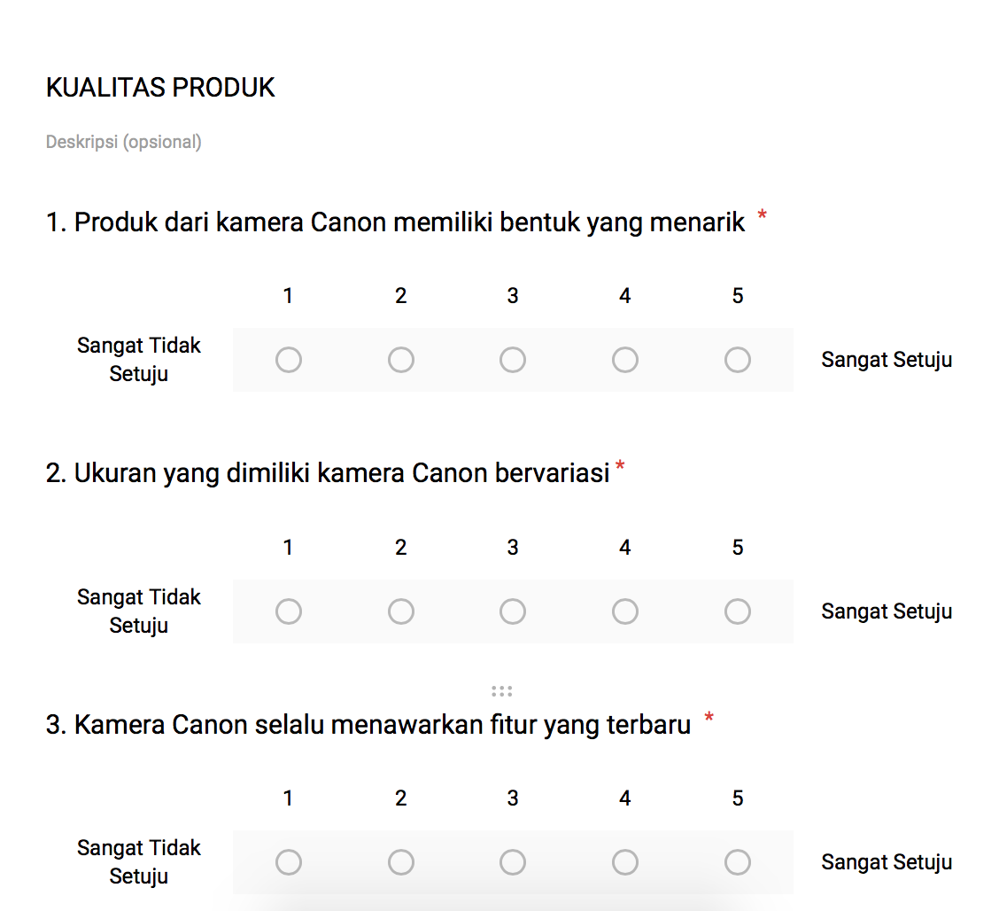 KUALITAS PRODUK
Deskripsi (opsional)
1. Produk dari kamera Canon memiliki bentuk yang menarik *
1 2 3 4 5
Sangat Tidak
Setuju
Sangat Setuju
2. Ukuran yang dimiliki kamera Canon bervariasi *
1 2 3 4 5
Sangat Tidak
Setuju
Sangat Setuju
3. Kamera Canon selalu menawarkan fitur yang terbaru *
1 2 3 4 5
Sangat Tidak
Setuju
Sangat Setuju